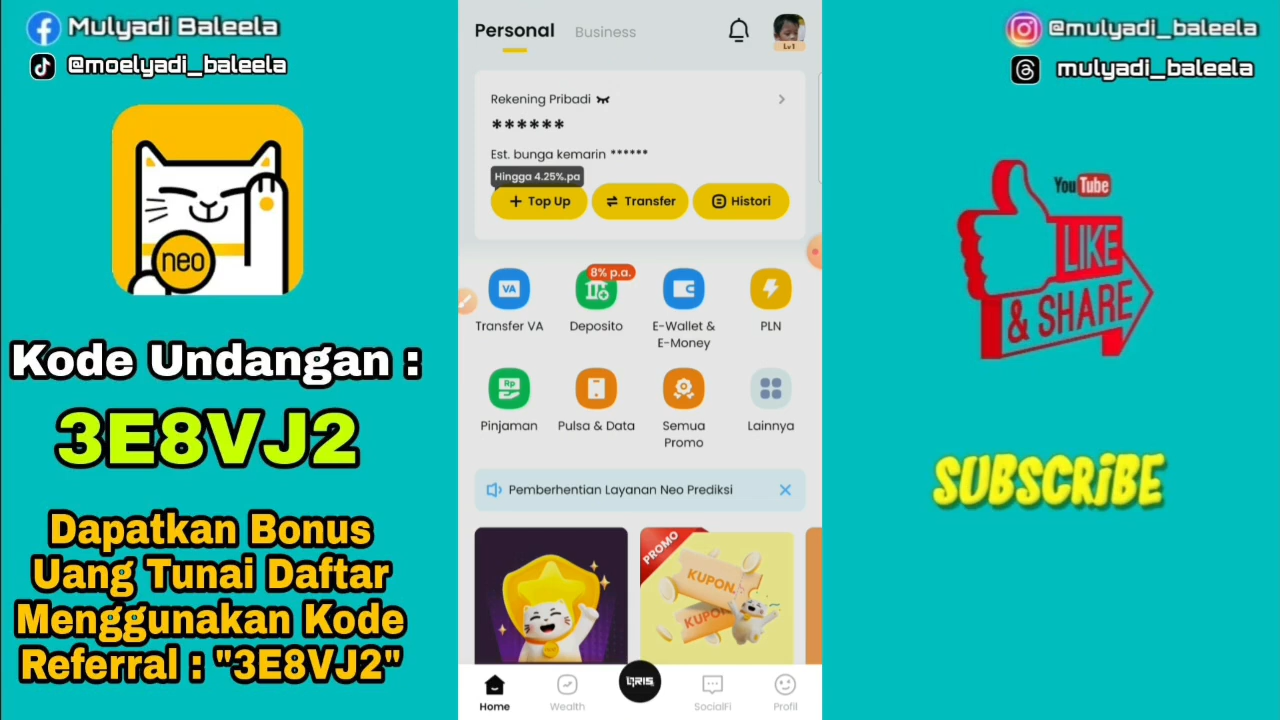 Mulyadi Baleela
@moelyadi_baleela
neo
Kode Undangan :
3E8VJ2
Dapatkan Bonus
Uang Tunai Daftar
Menggunakan Kode
Referral : "3E8VJ2"
Personal Business
Lv1
Rekening Pribadi
******
Est. bunga kemarin ******
Hingga 4.25%.pa
+ Top Up Transfer Histori
8% p.a.
VA
Transfer VA Deposito E-Wallet & E-Money PLN
Rp
Pinjaman Pulsa & Data Semua Promo Lainnya
Pemberhentian Layanan Neo Prediksi
PROMO
KUPON
KUPON
neo
QRIS
Home Wealth SocialFi Profil
@mulyadi_baleela
mulyadi_baleela
YouTube
LIKE
& SHARE
SUBSCRIBE